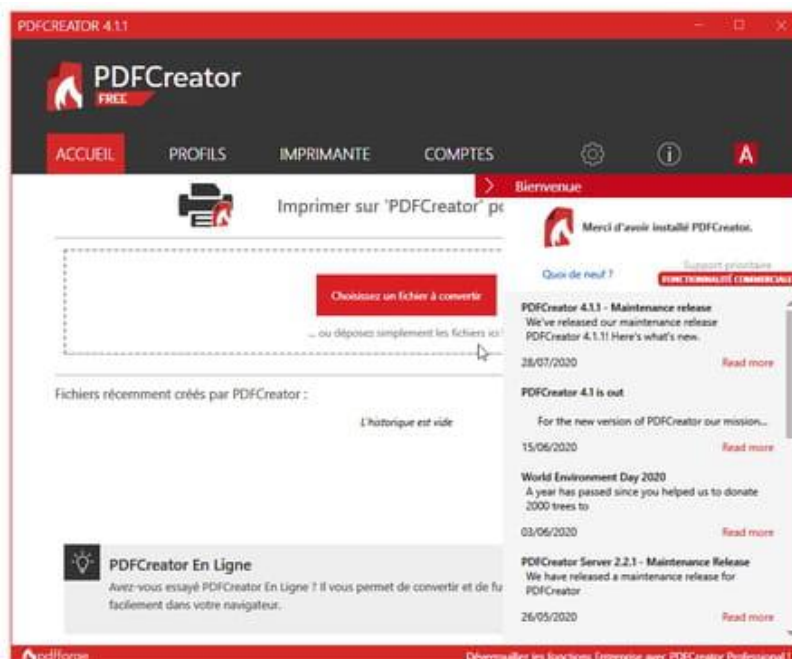 PDFCREATOR 4.1.1
PDFCreator
FREE
ACCUEIL PROFILS IMPRIMANTE COMPTES
A
Imprimer sur 'PDFCreator' po
Choisissez un fichier à convertir
... ou déposez simplement les fichiers ici
Fichiers récemment créés par PDFCreator :
L'historique est vide
PDFCreator En Ligne
Avez-vous essayé PDFCreator En Ligne ? Il vous permet de convertir et de fu
facilement dans votre navigateur.
Bienvenue
Merci d'avoir installé PDFCreator.
Quoi de neuf ?
Support prioritaire
FONCTIONNALITÉ COMMERCIALE
PDFCreator 4.1.1 - Maintenance release
We've released our maintenance release
PDFCreator 4.1.1! Here's what's new.
28/07/2020 Read more
PDFCreator 4.1 is out
For the new version of PDFCreator our mission...
15/06/2020 Read more
World Environment Day 2020
A year has passed since you helped us to donate
2000 trees to
03/06/2020 Read more
PDFCreator Server 2.2.1 - Maintenance Release
We have released a maintenance release for
PDFCreator
26/05/2020 Read more
pdfforge
Déverrouiller les fonctions Entreprise avec PDFCreator Professional !